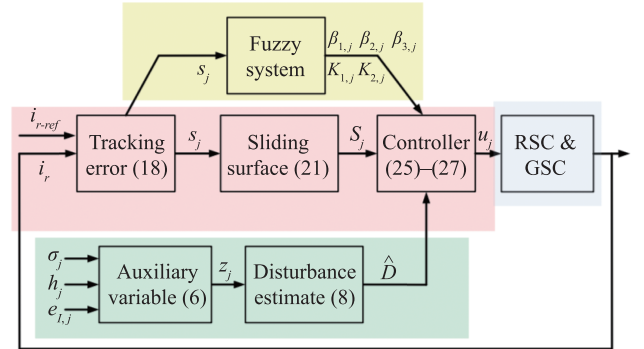 Fuzzy
system
s_j
β_{1,j} β_{2,j} β_{3,j}
K_{1,j} K_{2,j}
i_{r-ref}
i_r
Tracking
error (18)
s_j
Sliding
surface (21)
S_j
Controller
(25)–(27)
u_j
RSC &
GSC
σ_j
h_j
e_{I,j}
Auxiliary
variable (6)
z_j
Disturbance
estimate (8)
D̂